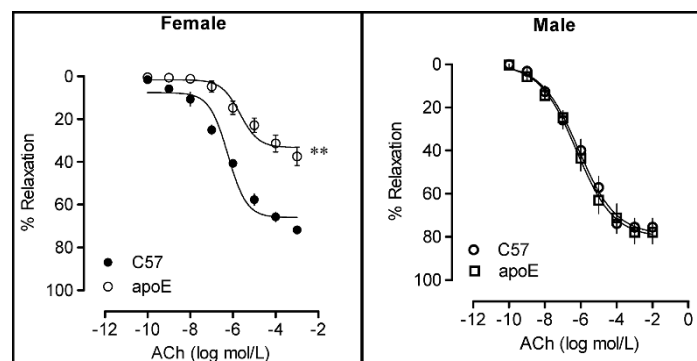 Female
0
20
40
60
80
100
% Relaxation
**
C57
apoE
-12 -10 -8 -6 -4 -2
ACh (log mol/L)
Male
0
20
40
60
80
100
% Relaxation
C57
apoE
-12 -10 -8 -6 -4 -2 0
ACh (log mol/L)